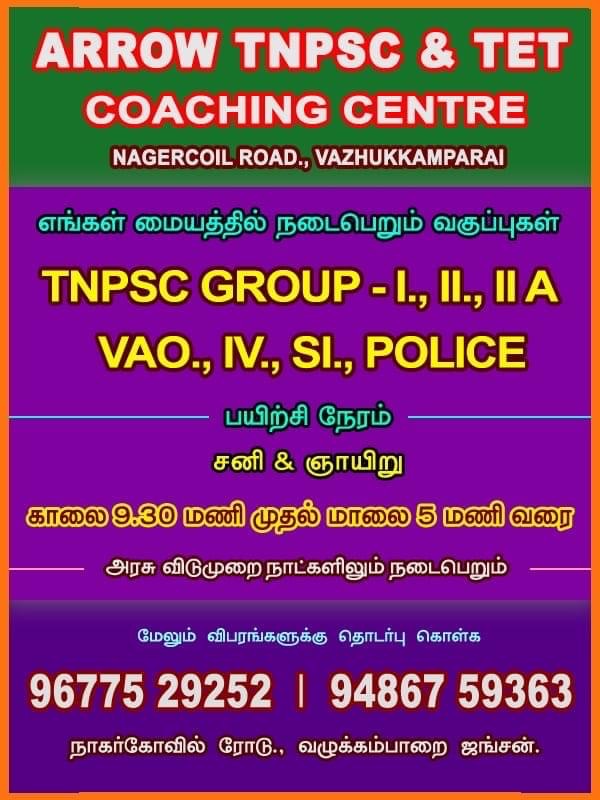 ARROW TNPSC & TET
COACHING CENTRE
NAGERCOIL ROAD., VAZHUKKAMPARAI
எங்கள் மையத்தில் நடைபெறும் வகுப்புகள்
TNPSC GROUP - I., II., II A
VAO., IV., SI., POLICE
பயிற்சி நேரம்
சனி & ஞாயிறு
காலை 9.30 மணி முதல் மாலை 5 மணி வரை
அரசு விடுமுறை நாட்களிலும் நடைபெறும்
மேலும் விபரங்களுக்கு தொடர்பு கொள்க
96775 29252 | 94867 59363
நாகர்கோவில் ரோடு., வழுக்கம்பாறை ஜங்சன்.